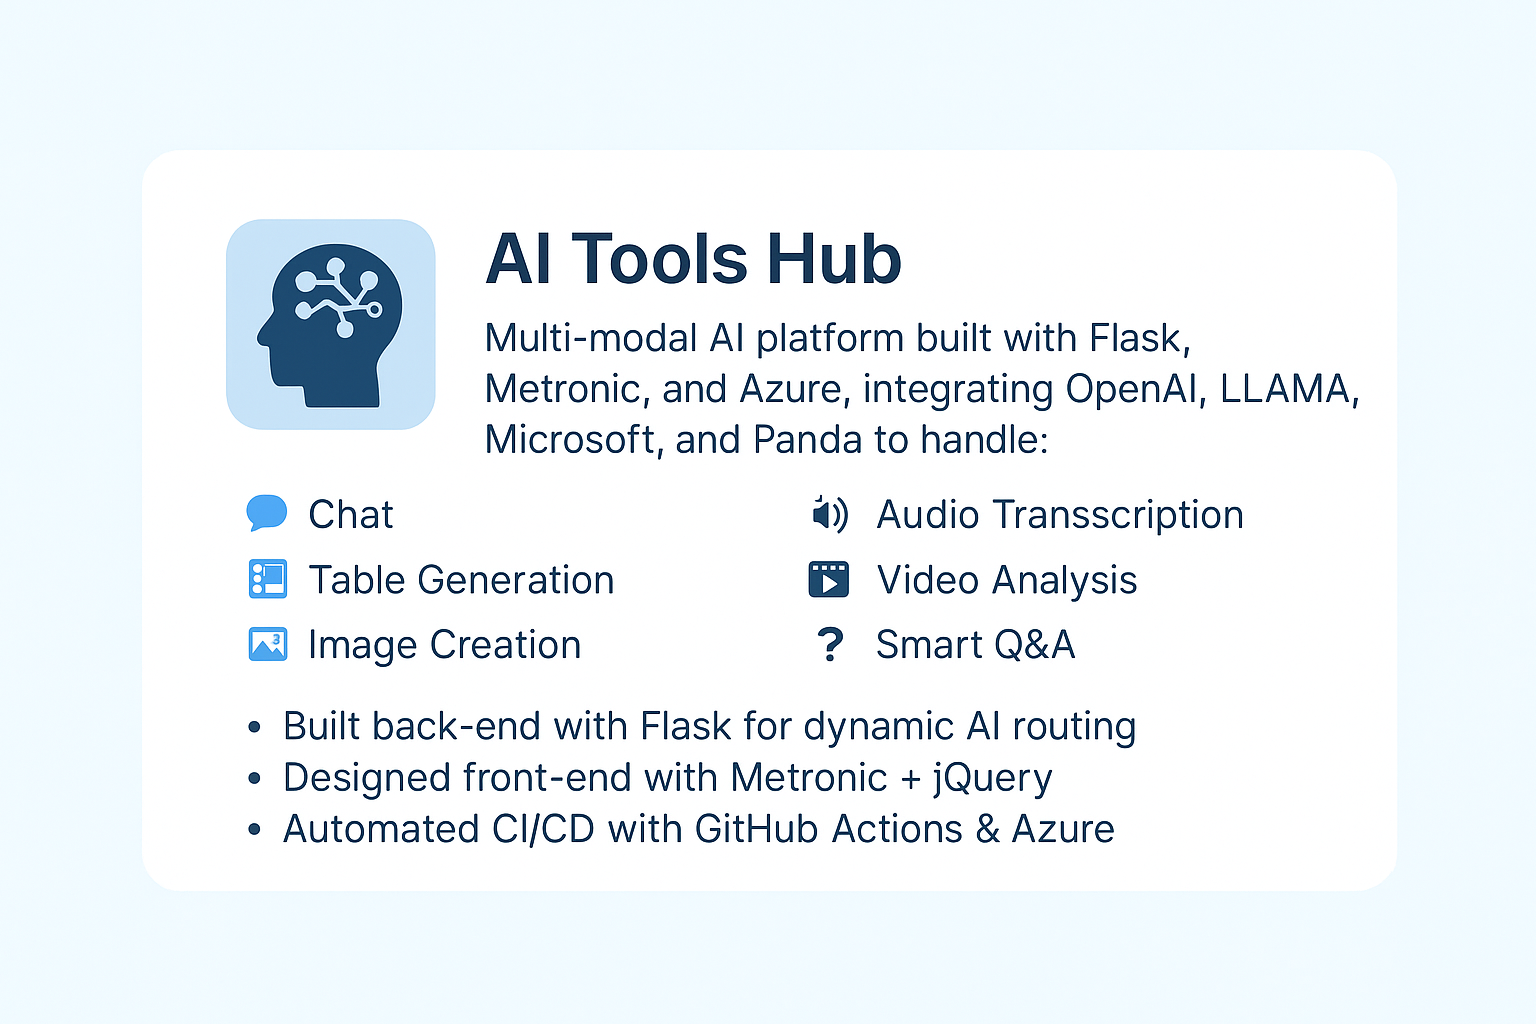 AI Tools Hub
Multi-modal AI platform built with Flask,
Metronic, and Azure, integrating OpenAI, LLAMA,
Microsoft, and Panda to handle:
Chat
Audio Transscription
Table Generation
Video Analysis
3
Image Creation
?
Smart Q&A
• Built back-end with Flask for dynamic AI routing
• Designed front-end with Metronic + jQuery
• Automated CI/CD with GitHub Actions & Azure